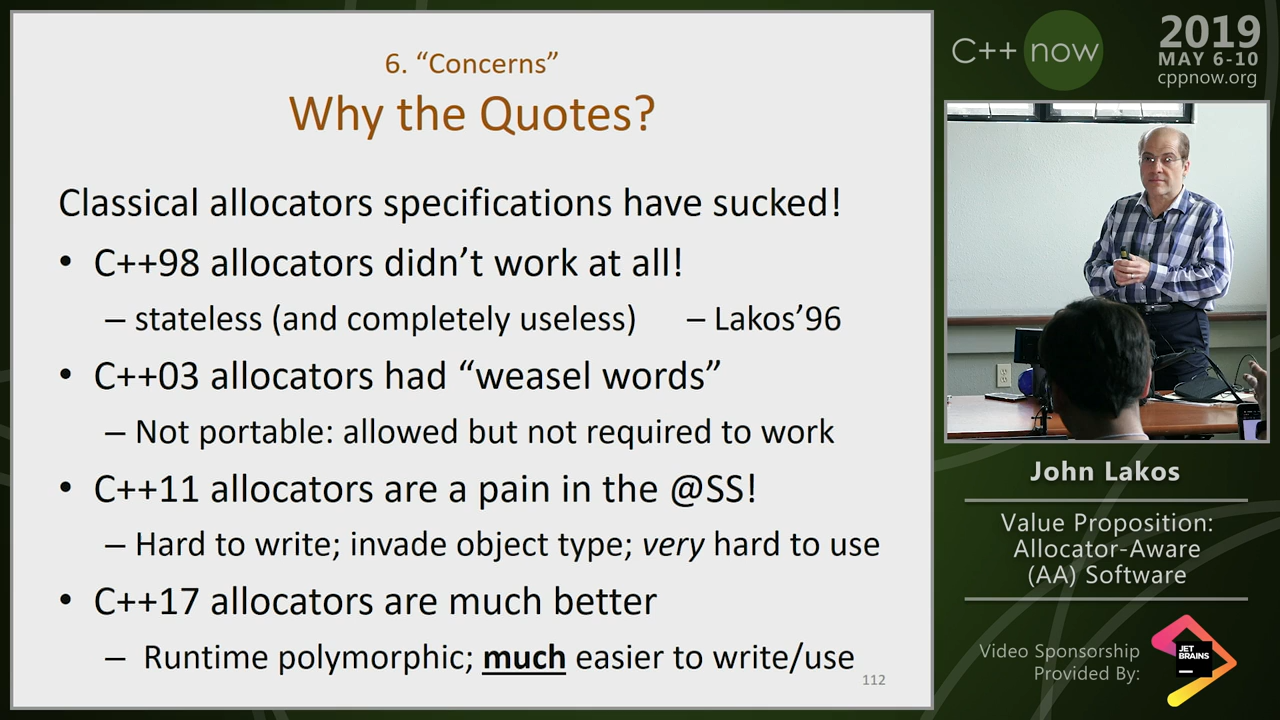 6. “Concerns”
Why the Quotes?
Classical allocators specifications have sucked!
• C++98 allocators didn’t work at all!
– stateless (and completely useless) – Lakos’96
• C++03 allocators had “weasel words”
– Not portable: allowed but not required to work
• C++11 allocators are a pain in the @SS!
– Hard to write; invade object type; very hard to use
• C++17 allocators are much better
– Runtime polymorphic; much easier to write/use
112
C++ now
2019
MAY 6-10
cppnow.org
John Lakos
Value Proposition:
Allocator-Aware
(AA) Software
Video Sponsorship
Provided By:
JET
BRAINS